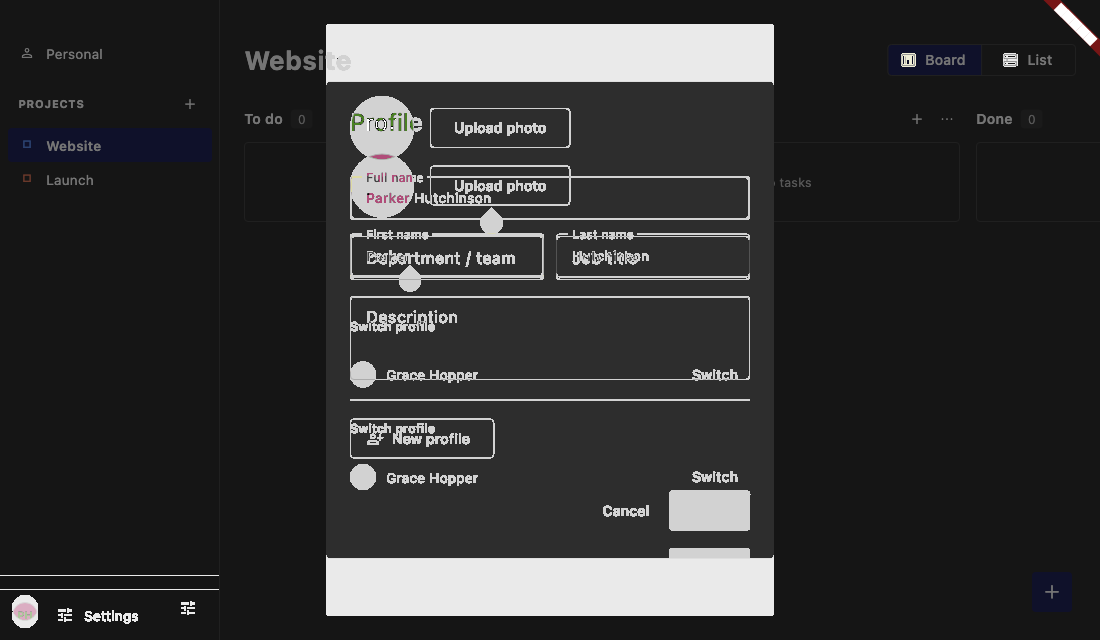 Personal
PROJECTS
Website
Launch
Settings
Website
Board
List
To do 0
Done 0
tasks
Profile
Upload photo
Full name
Upload photo
Parker Hutchinson
First name
Last name
Department / team
Description
Switch profile
Grace Hopper
Switch
Switch profile
New profile
Grace Hopper
Switch
Cancel